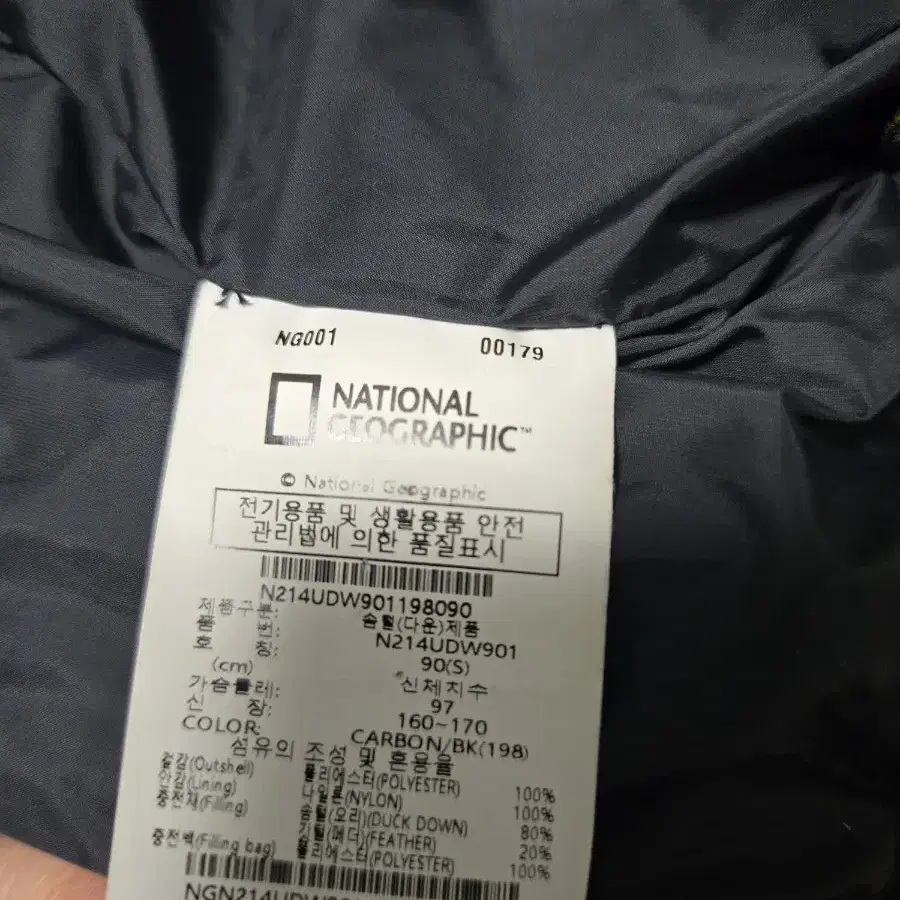 NG001 00179
NATIONAL
GEOGRAPHIC™
© National Geographic
전기용품 및 생활용품 안전
관리법에 의한 품질표시
N214UDW901198090
제품구분: 솜털(다운)제품
품 번: N214UDW901
호 칭: 90(S)
(cm) *신체치수
가슴둘레: 97
신 장: 160~170
COLOR: CARBON/BK(198)
섬유의 조성 및 혼용율
겉감(Outshell) 폴리에스터(POLYESTER) 100%
안감(Lining) 나일론(NYLON) 100%
충전재(Filling) 솜털(오리)(DUCK DOWN) 80%
기털(페더)(FEATHER) 20%
충전백(Filling bag) 폴리에스터(POLYESTER) 100%